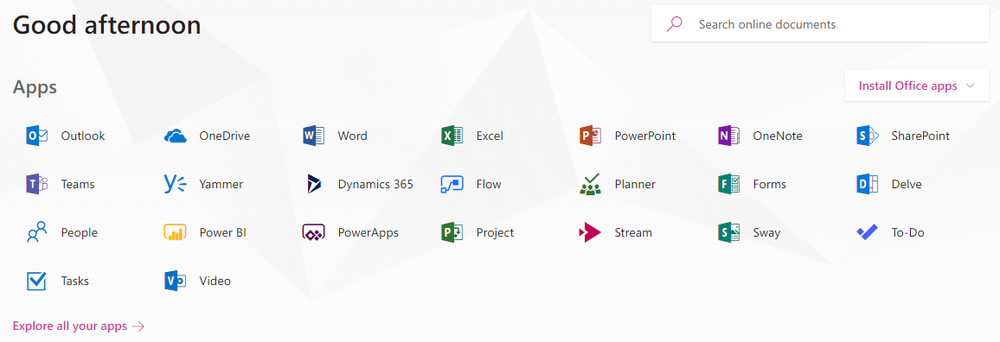 Good afternoon
Search online documents
Apps
Install Office apps
Outlook OneDrive Word Excel PowerPoint OneNote SharePoint
Teams Yammer Dynamics 365 Flow Planner Forms Delve
People Power BI PowerApps Project Stream Sway To-Do
Tasks Video
Explore all your apps